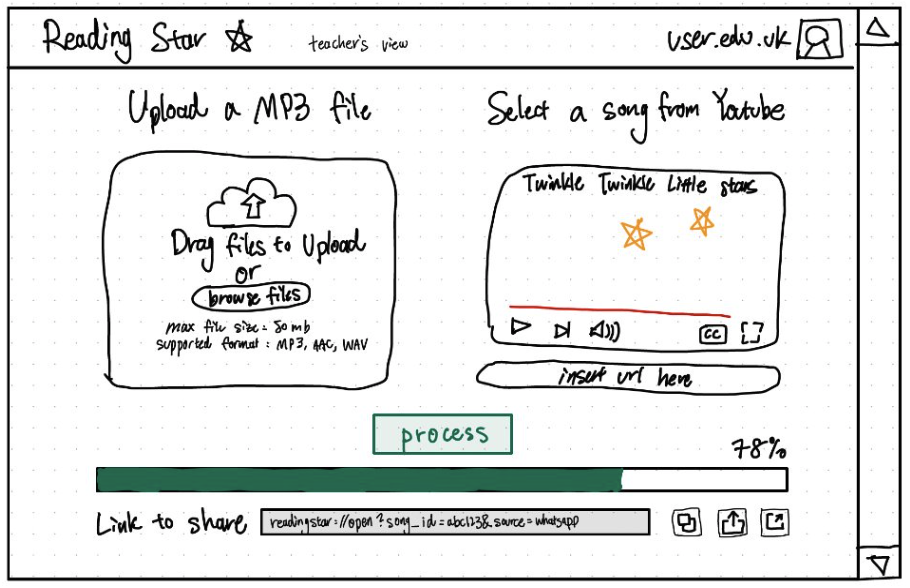 Reading Star
teacher's view
user.edu.uk
Upload a MP3 file
Select a song from Youtube
Drag files to Upload
or
browse files
max file size = 50 mb
supported format : MP3, AAC, WAV
Twinkle Twinkle Little stars
CC
insert url here
process
78%
Link to share
readingstar://open?song_id=abc123&source=whatsapp